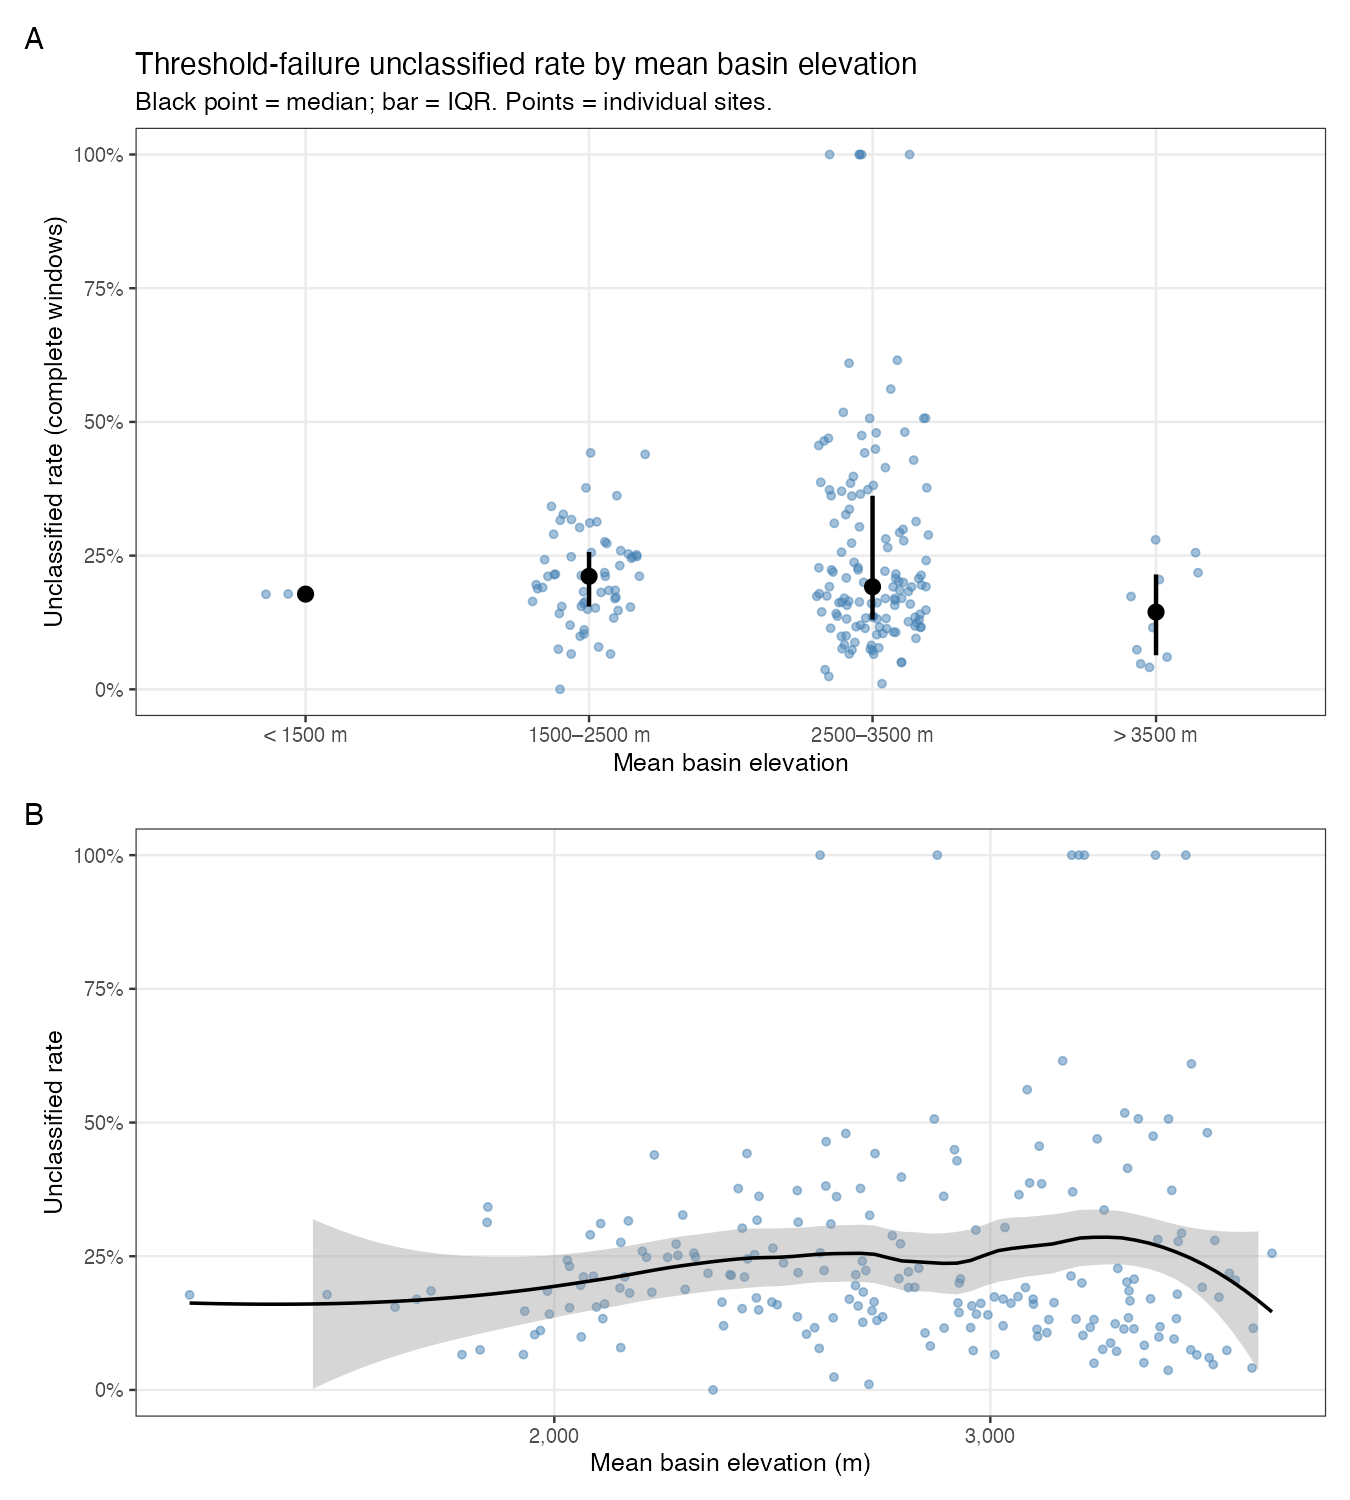 A
Threshold-failure unclassified rate by mean basin elevation
Black point = median; bar = IQR. Points = individual sites.
Unclassified rate (complete windows)
100%
75%
50%
25%
0%
< 1500 m
1500–2500 m
2500–3500 m
> 3500 m
Mean basin elevation
B
Unclassified rate
100%
75%
50%
25%
0%
2,000
3,000
Mean basin elevation (m)